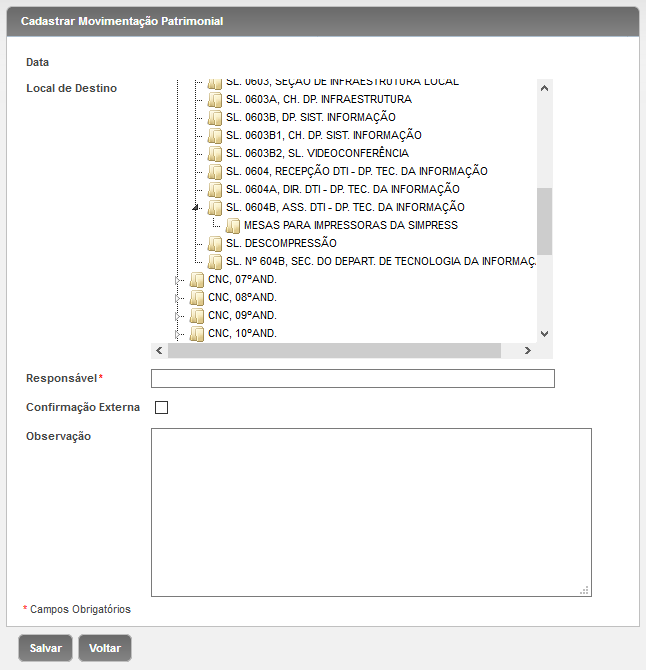 Cadastrar Movimentação Patrimonial
Data
Local de Destino
SL. 0603, SEÇÃO DE INFRAESTRUTURA LOCAL
SL. 0603A, CH. DP. INFRAESTRUTURA
SL. 0603B, DP. SIST. INFORMAÇÃO
SL. 0603B1, CH. DP. SIST. INFORMAÇÃO
SL. 0603B2, SL. VIDEOCONFERÊNCIA
SL. 0604, RECEPÇÃO DTI - DP. TEC. DA INFORMAÇÃO
SL. 0604A, DIR. DTI - DP. TEC. DA INFORMAÇÃO
SL. 0604B, ASS. DTI - DP. TEC. DA INFORMAÇÃO
MESAS PARA IMPRESSORAS DA SIMPRESS
SL. DESCOMPRESSÃO
SL. Nº 604B, SEC. DO DEPART. DE TECNOLOGIA DA INFORMAÇ
CNC, 07ºAND.
CNC, 08ºAND.
CNC, 09ºAND.
CNC, 10ºAND.
Responsável*
Confirmação Externa
Observação
* Campos Obrigatórios
Salvar Voltar